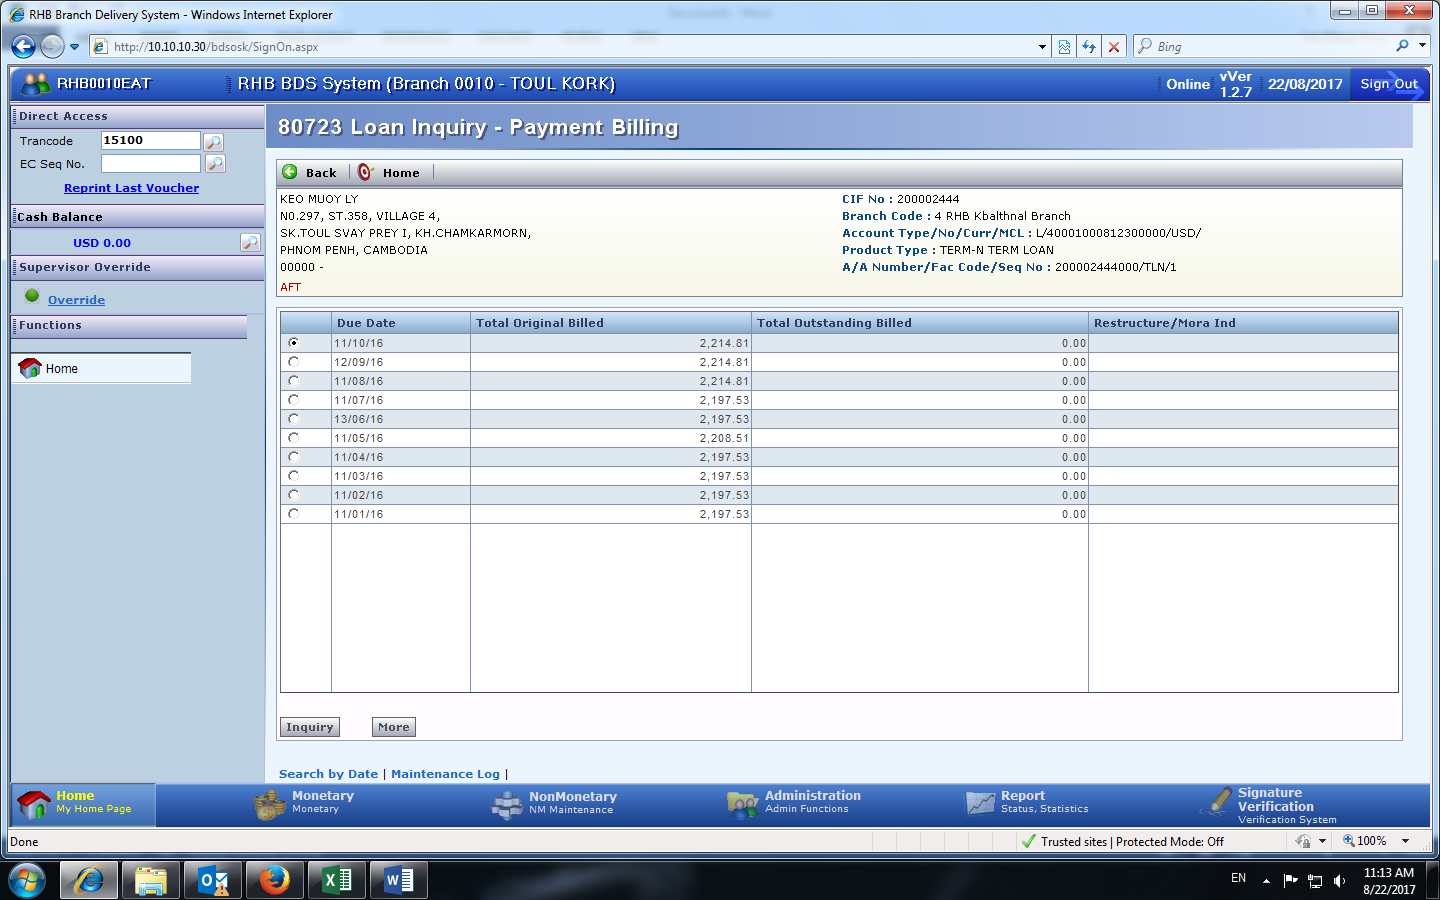 RHB Branch Delivery System - Windows Internet Explorer
http://10.10.10.30/bdsosk/SignOn.aspx
Bing
RHB0010EAT
RHB BDS System (Branch 0010 - TOUL KORK)
Online
vVer 1.2.7
22/08/2017
Sign Out
Direct Access
Trancode 15100
EC Seq No.
Reprint Last Voucher
Cash Balance
USD 0.00
Supervisor Override
Override
Functions
Home
80723 Loan Inquiry - Payment Billing
Back Home
KEO MUOY LY
N0.297, ST.358, VILLAGE 4,
SK.TOUL SVAY PREY I, KH.CHAMKARMORN,
PHNOM PENH, CAMBODIA
00000 -
AFT
CIF No : 200002444
Branch Code : 4 RHB Kbalthnal Branch
Account Type/No/Curr/MCL : L/40001000812300000/USD/
Product Type : TERM-N TERM LOAN
A/A Number/Fac Code/Seq No : 200002444000/TLN/1
Due Date Total Original Billed Total Outstanding Billed Restructure/Mora Ind
11/10/16 2,214.81 0.00
12/09/16 2,214.81 0.00
11/08/16 2,214.81 0.00
11/07/16 2,197.53 0.00
13/06/16 2,197.53 0.00
11/05/16 2,208.51 0.00
11/04/16 2,197.53 0.00
11/03/16 2,197.53 0.00
11/02/16 2,197.53 0.00
11/01/16 2,197.53 0.00
Inquiry More
Search by Date | Maintenance Log |
Home
My Home Page
Monetary
Monetary
NonMonetary
NM Maintenance
Administration
Admin Functions
Report
Status, Statistics
Signature
Verification
Verification System
Done
Trusted sites | Protected Mode: Off
100%
EN
11:13 AM
8/22/2017